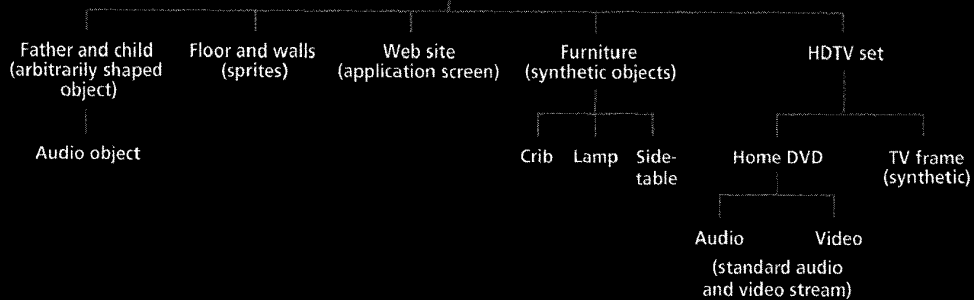 Father and child
(arbitrarily shaped
object)
Floor and walls
(sprites)
Web site
(application screen)
Furniture
(synthetic objects)
HDTV set
Audio object
Crib
Lamp
Side-
table
Home DVD
TV frame
(synthetic)
Audio
Video
(standard audio
and video stream)